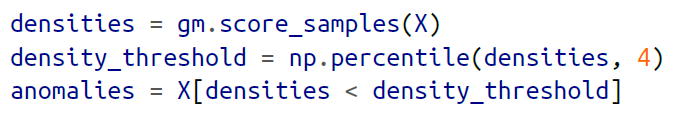 densities = gm.score_samples(X)
density_threshold = np.percentile(densities, 4)
anomalies = X[densities < density_threshold]